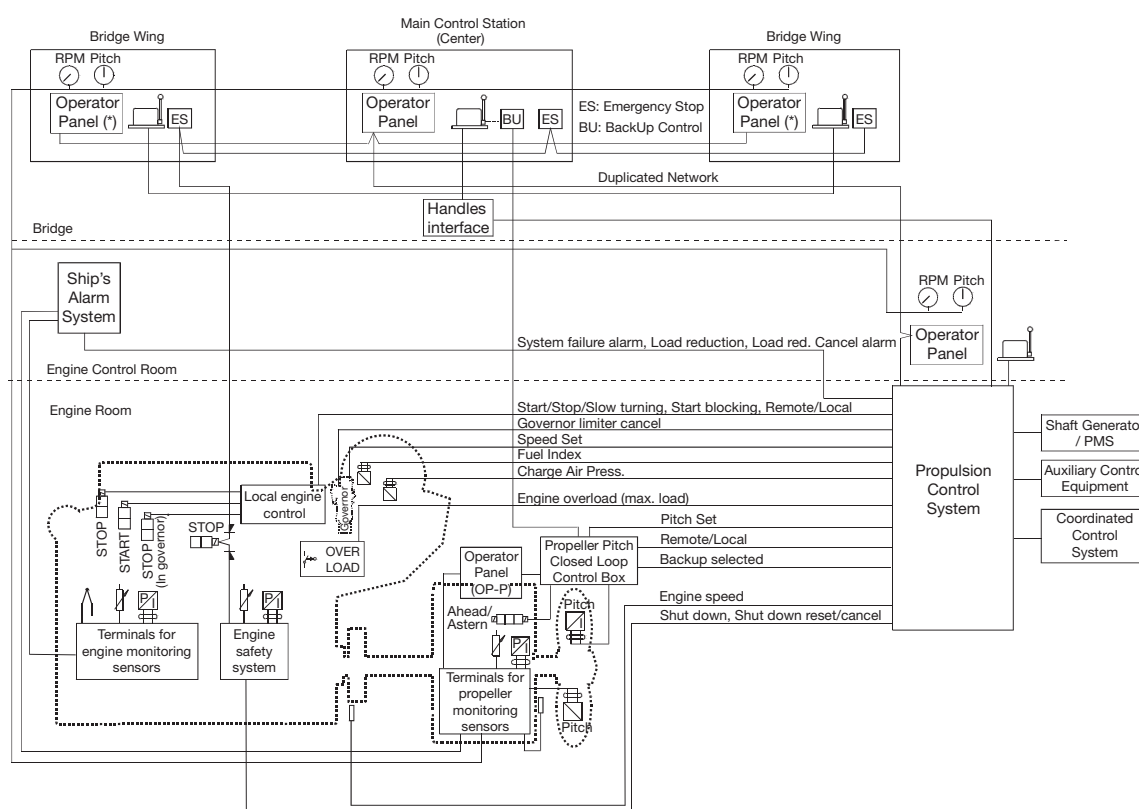 Main Control Station
(Center)
Bridge Wing
Bridge Wing
RPM Pitch
RPM Pitch
RPM Pitch
Operator
Panel (*)
ES
Operator
Panel
BU
ES
ES: Emergency Stop
BU: BackUp Control
Operator
Panel (*)
ES
Duplicated Network
Handles
interface
Bridge
Ship's
Alarm
System
RPM Pitch
Operator
Panel
System failure alarm, Load reduction, Load red. Cancel alarm
Engine Control Room
Engine Room
Start/Stop/Slow turning, Start blocking, Remote/Local
Governor limiter cancel
Speed Set
Fuel Index
Charge Air Press.
Engine overload (max. load)
Pitch Set
Remote/Local
Backup selected
Engine speed
Shut down, Shut down reset/cancel
Propulsion
Control
System
Shaft Generator
/ PMS
Auxiliary Control
Equipment
Coordinated
Control
System
Local engine
control
Governor
STOP
START
STOP
(In governor)
STOP
OVER
LOAD
Operator
Panel
(OP-P)
Propeller Pitch
Closed Loop
Control Box
Ahead/
Astern
Pitch
I
P I
P I
P I
Terminals for
engine monitoring
sensors
Engine
safety
system
Terminals for
propeller
monitoring
sensors
Pitch